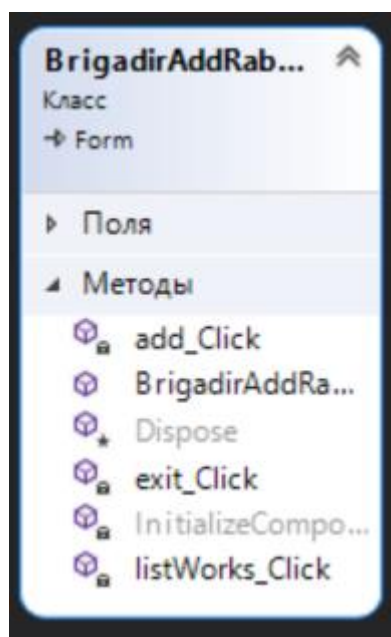 BrigadirAddRab...
Класс
Form
Поля
Методы
add_Click
BrigadirAddRa...
Dispose
exit_Click
InitializeCompo...
listWorks_Click